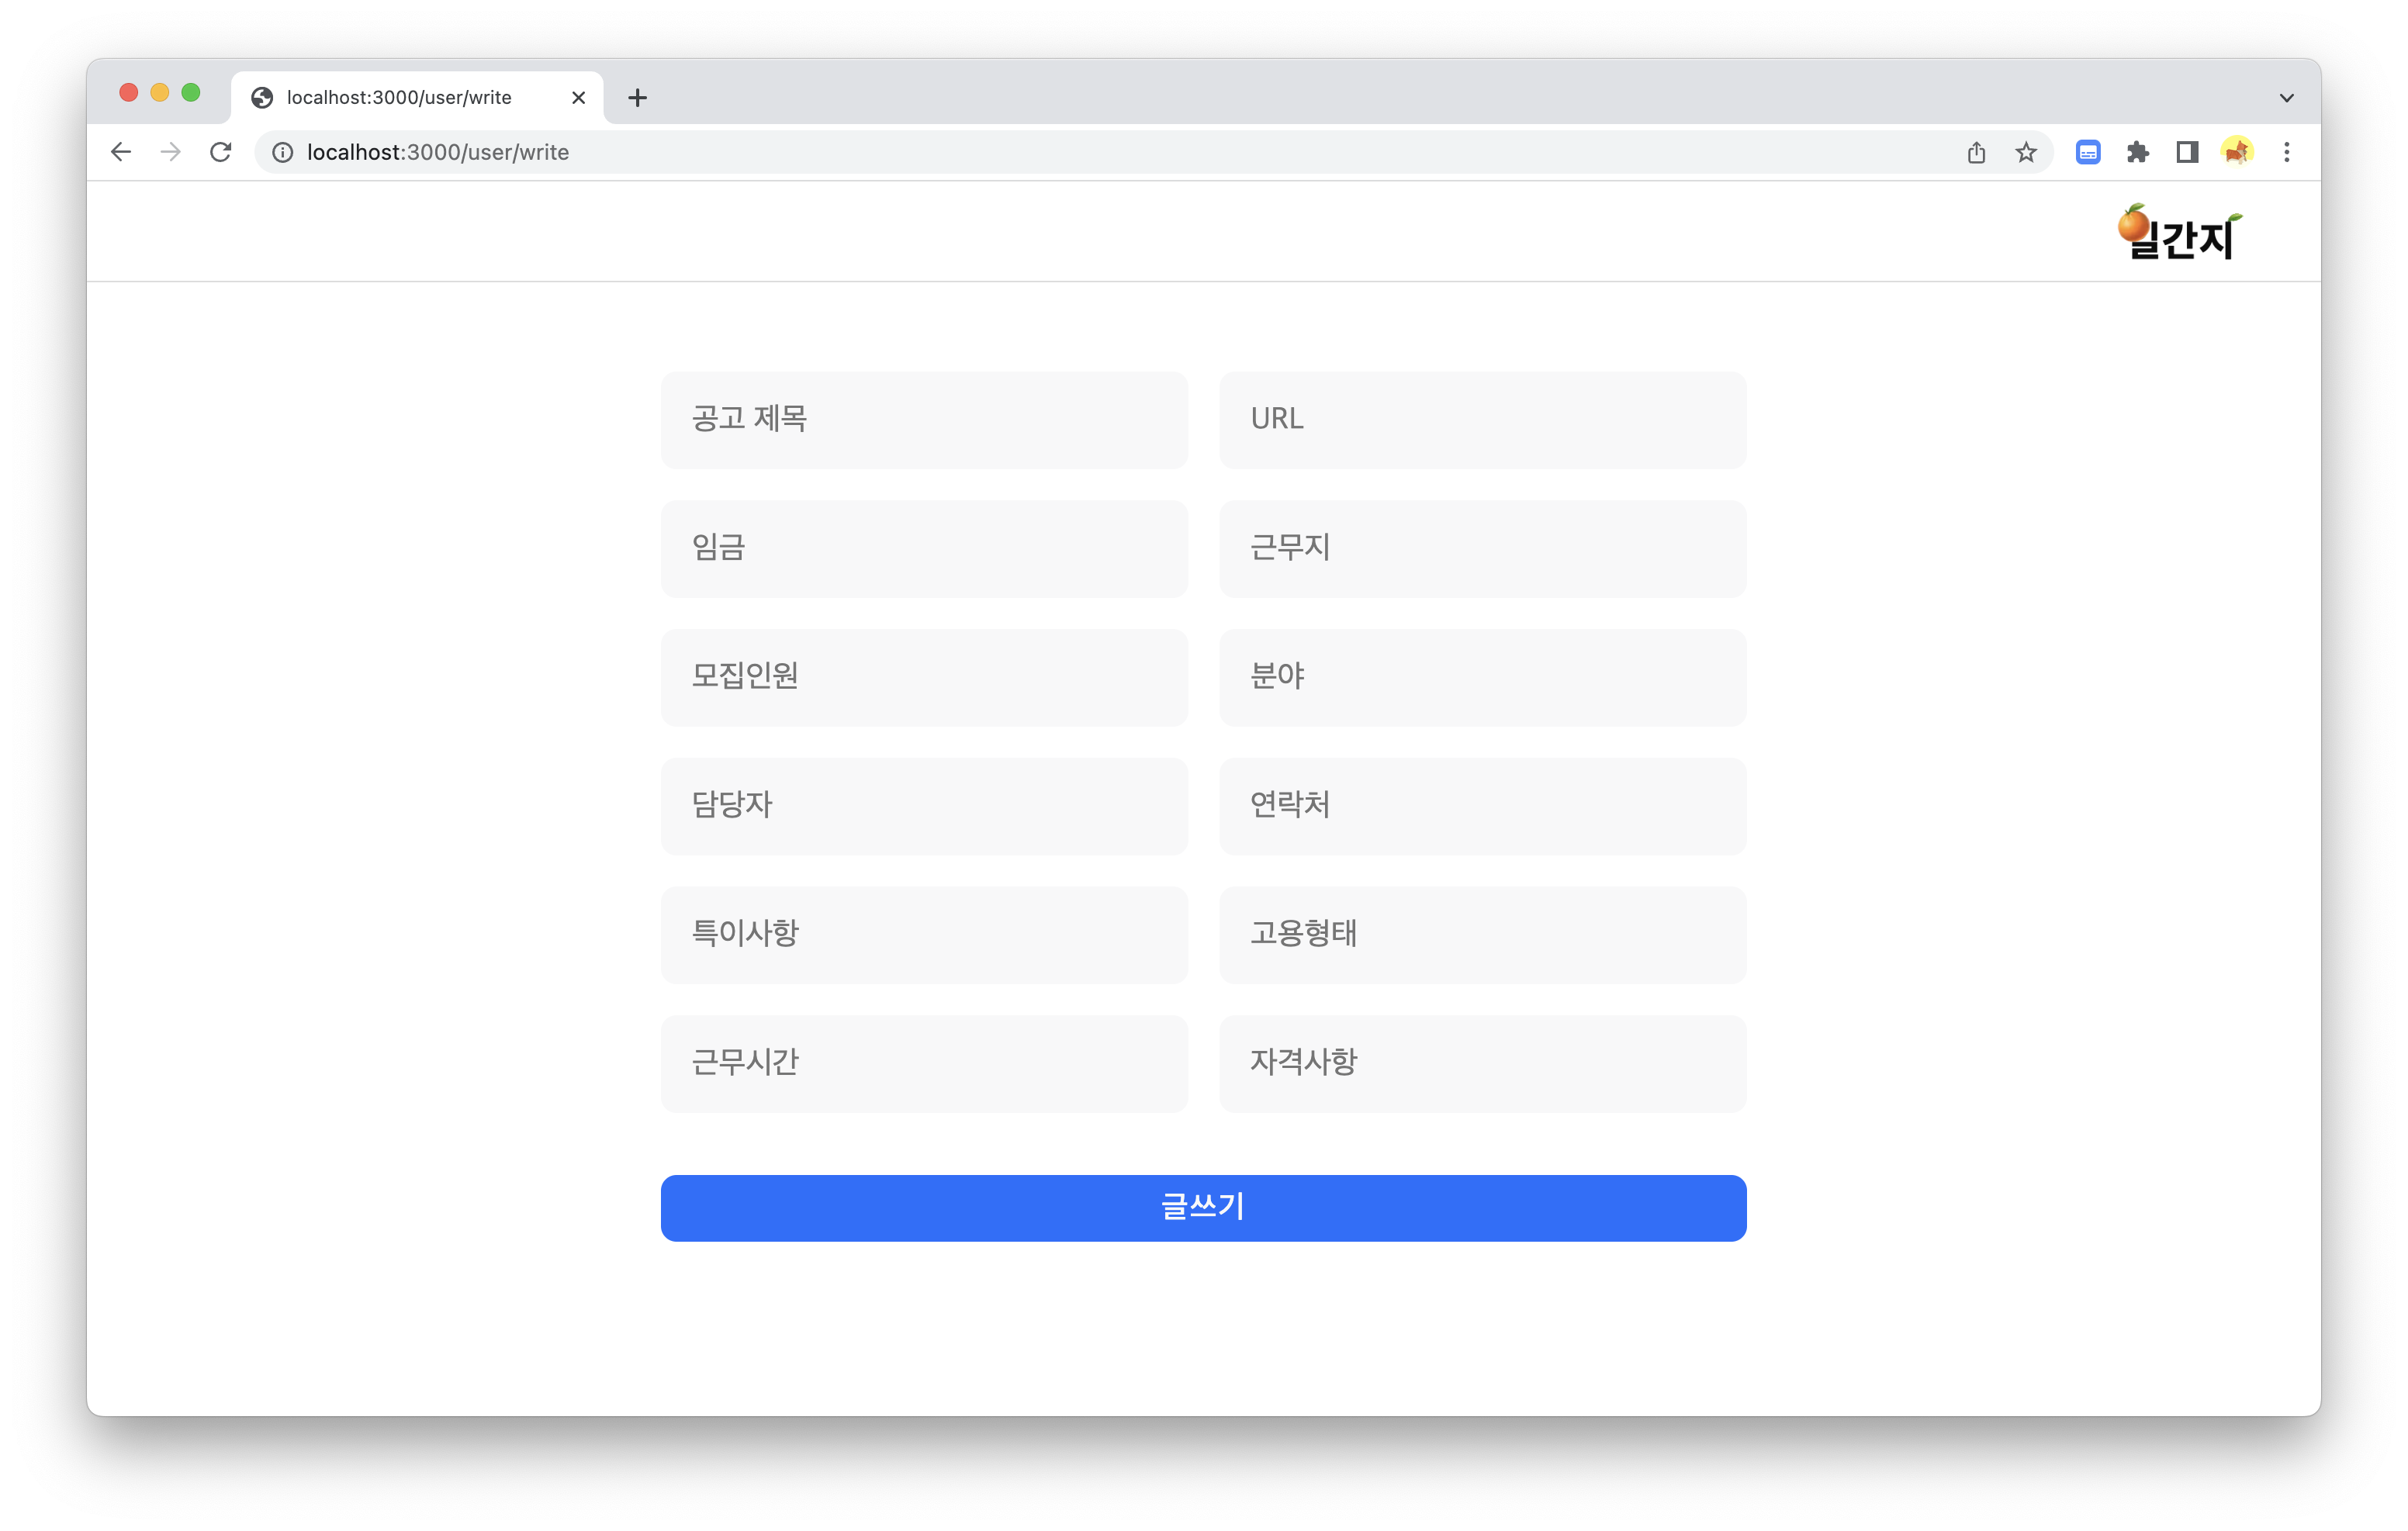 localhost:3000/user/write
localhost:3000/user/write
일간지
공고 제목
URL
임금
근무지
모집인원
분야
담당자
연락처
특이사항
고용형태
근무시간
자격사항
글쓰기